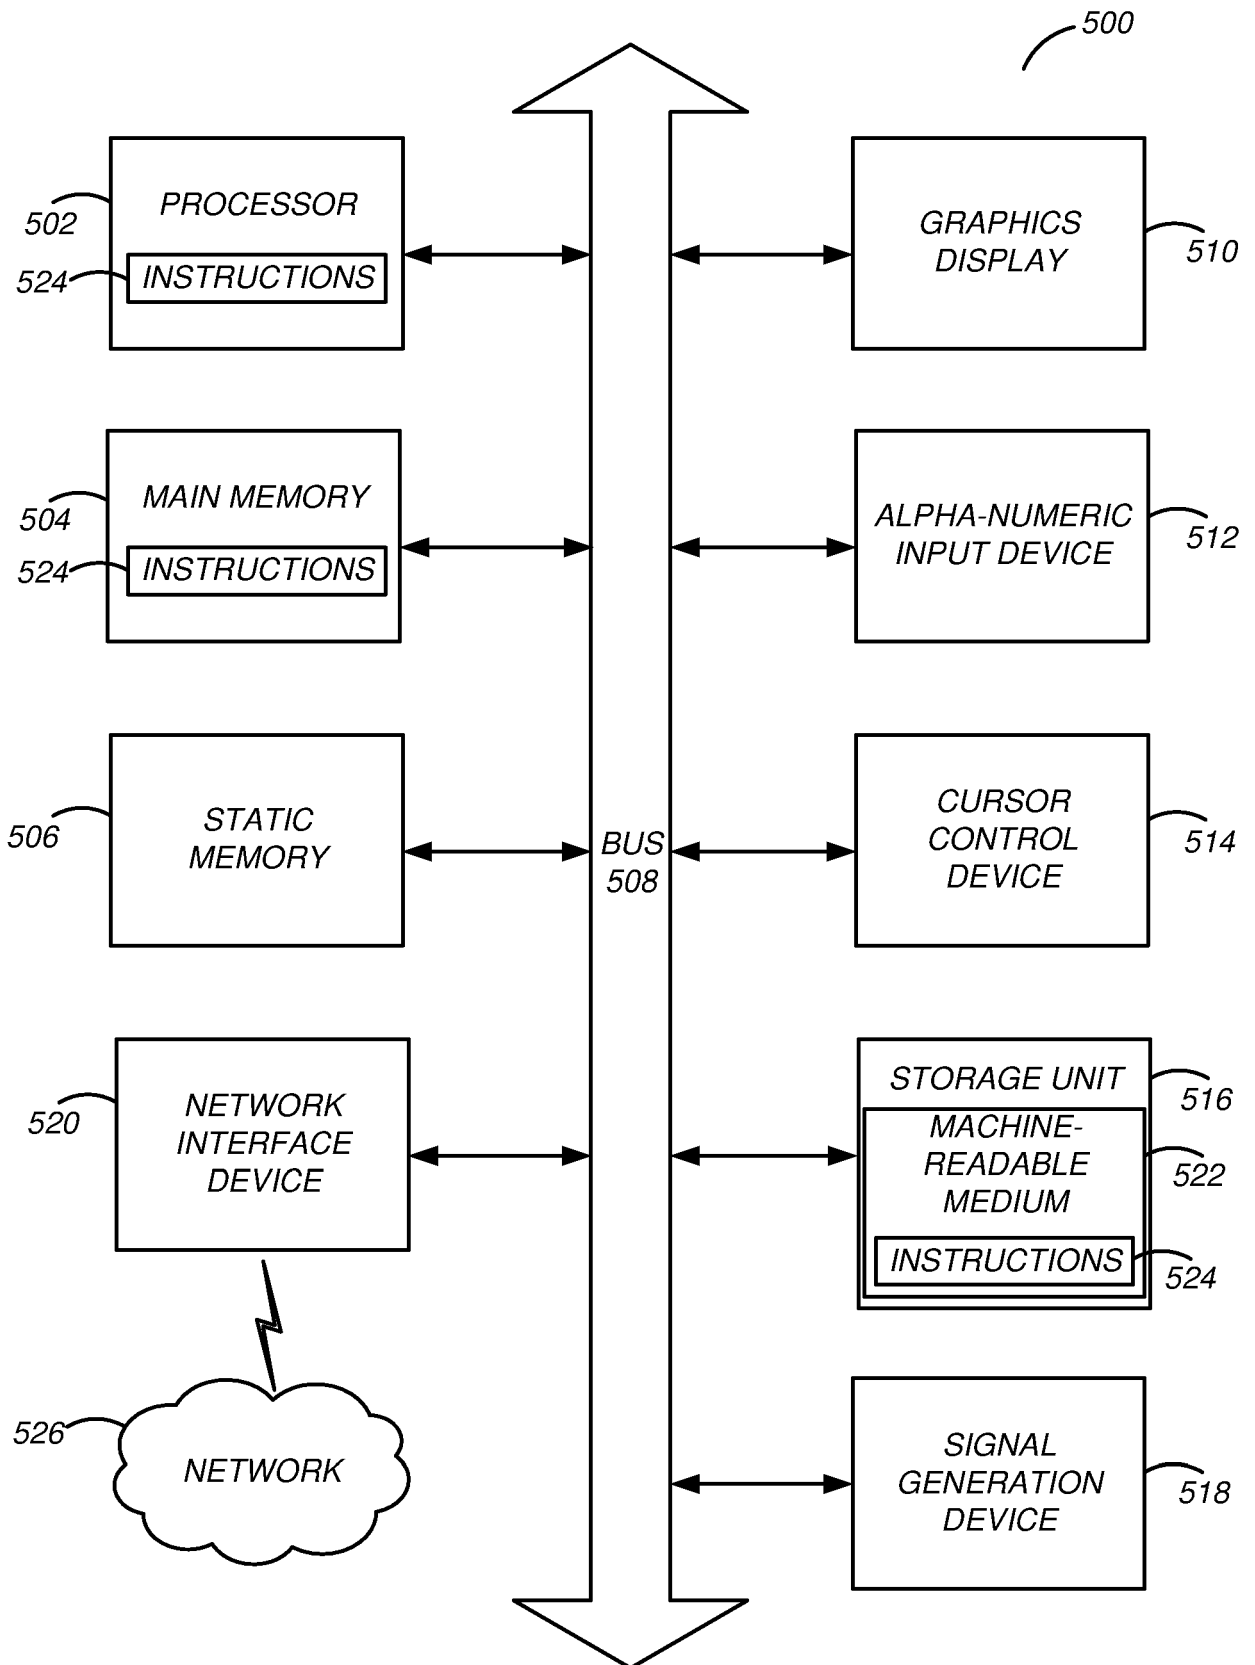 500
PROCESSOR
502
524
INSTRUCTIONS
GRAPHICS
DISPLAY
510
MAIN MEMORY
504
524
INSTRUCTIONS
ALPHA-NUMERIC
INPUT DEVICE
512
STATIC
MEMORY
506
BUS
508
CURSOR
CONTROL
DEVICE
514
NETWORK
INTERFACE
DEVICE
520
STORAGE UNIT
516
MACHINE-
READABLE
MEDIUM
522
INSTRUCTIONS
524
526
NETWORK
SIGNAL
GENERATION
DEVICE
518